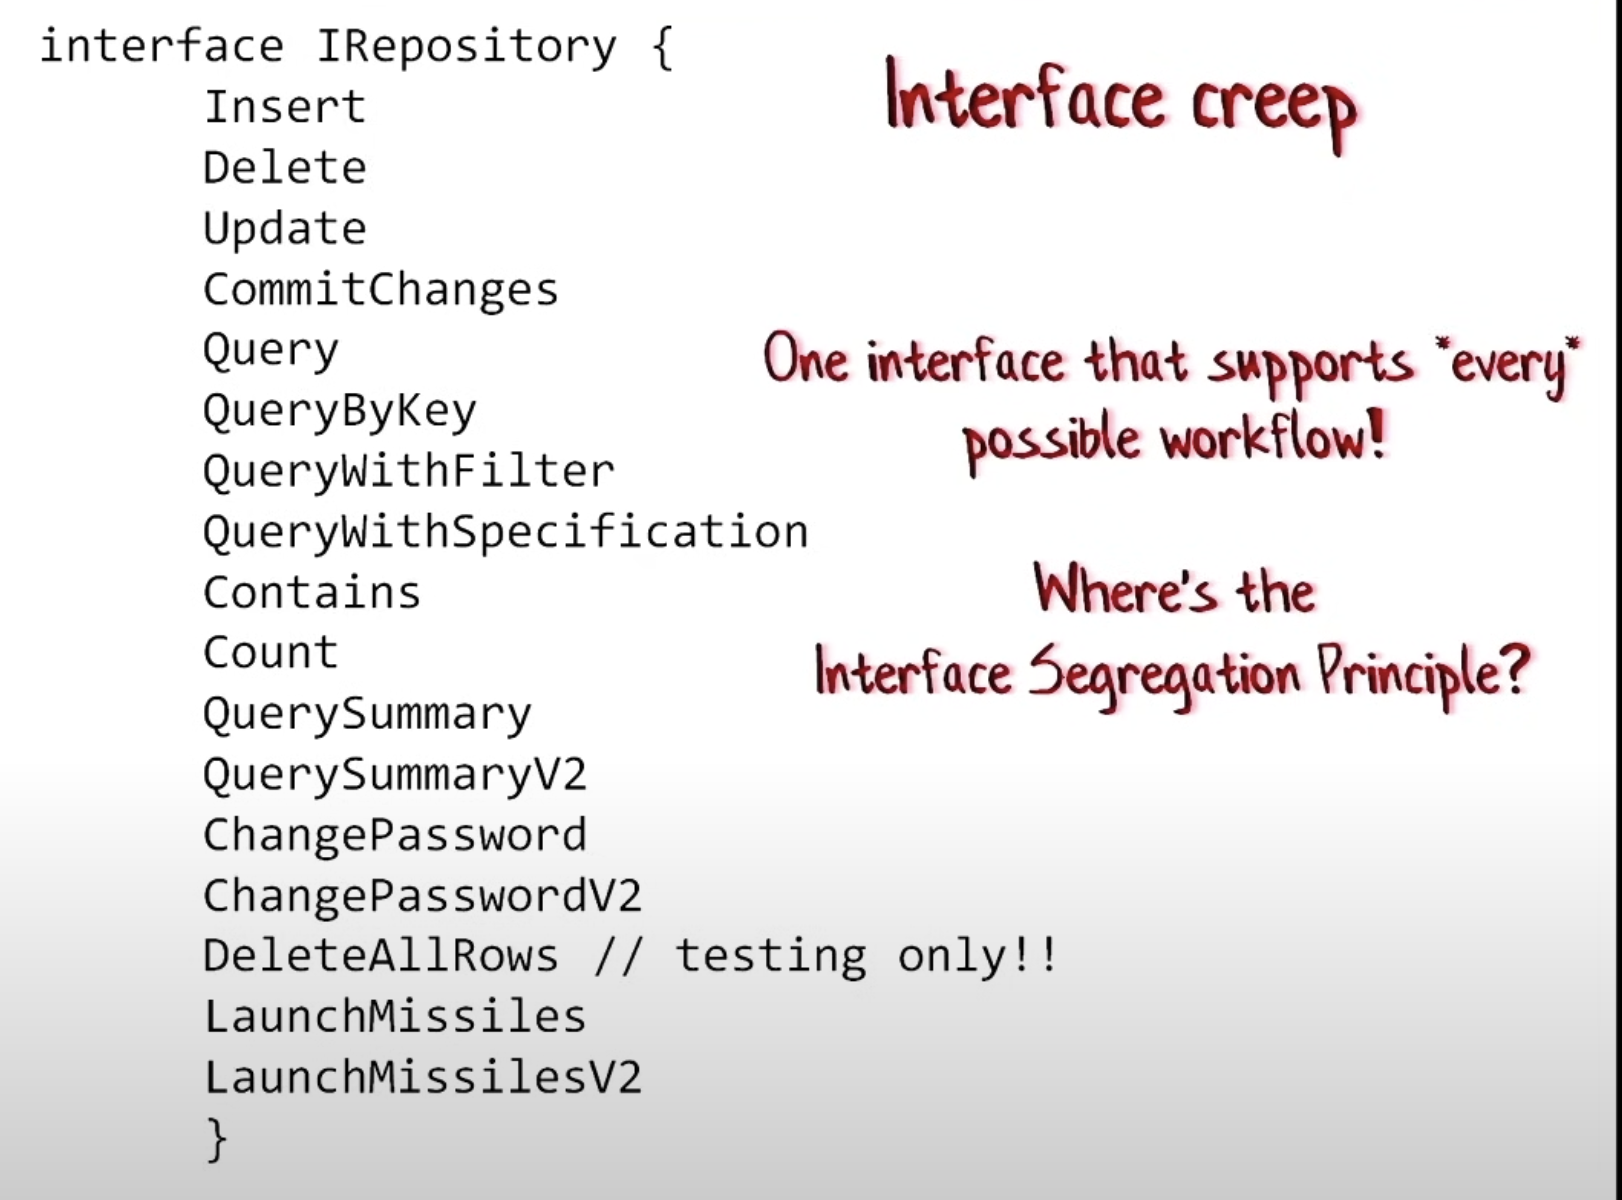 interface IRepository {
Insert
Delete
Update
CommitChanges
Query
QueryByKey
QueryWithFilter
QueryWithSpecification
Contains
Count
QuerySummary
QuerySummaryV2
ChangePassword
ChangePasswordV2
DeleteAllRows // testing only!!
LaunchMissiles
LaunchMissilesV2
}
Interface creep
One interface that supports *every*
possible workflow!
Where's the
Interface Segregation Principle?